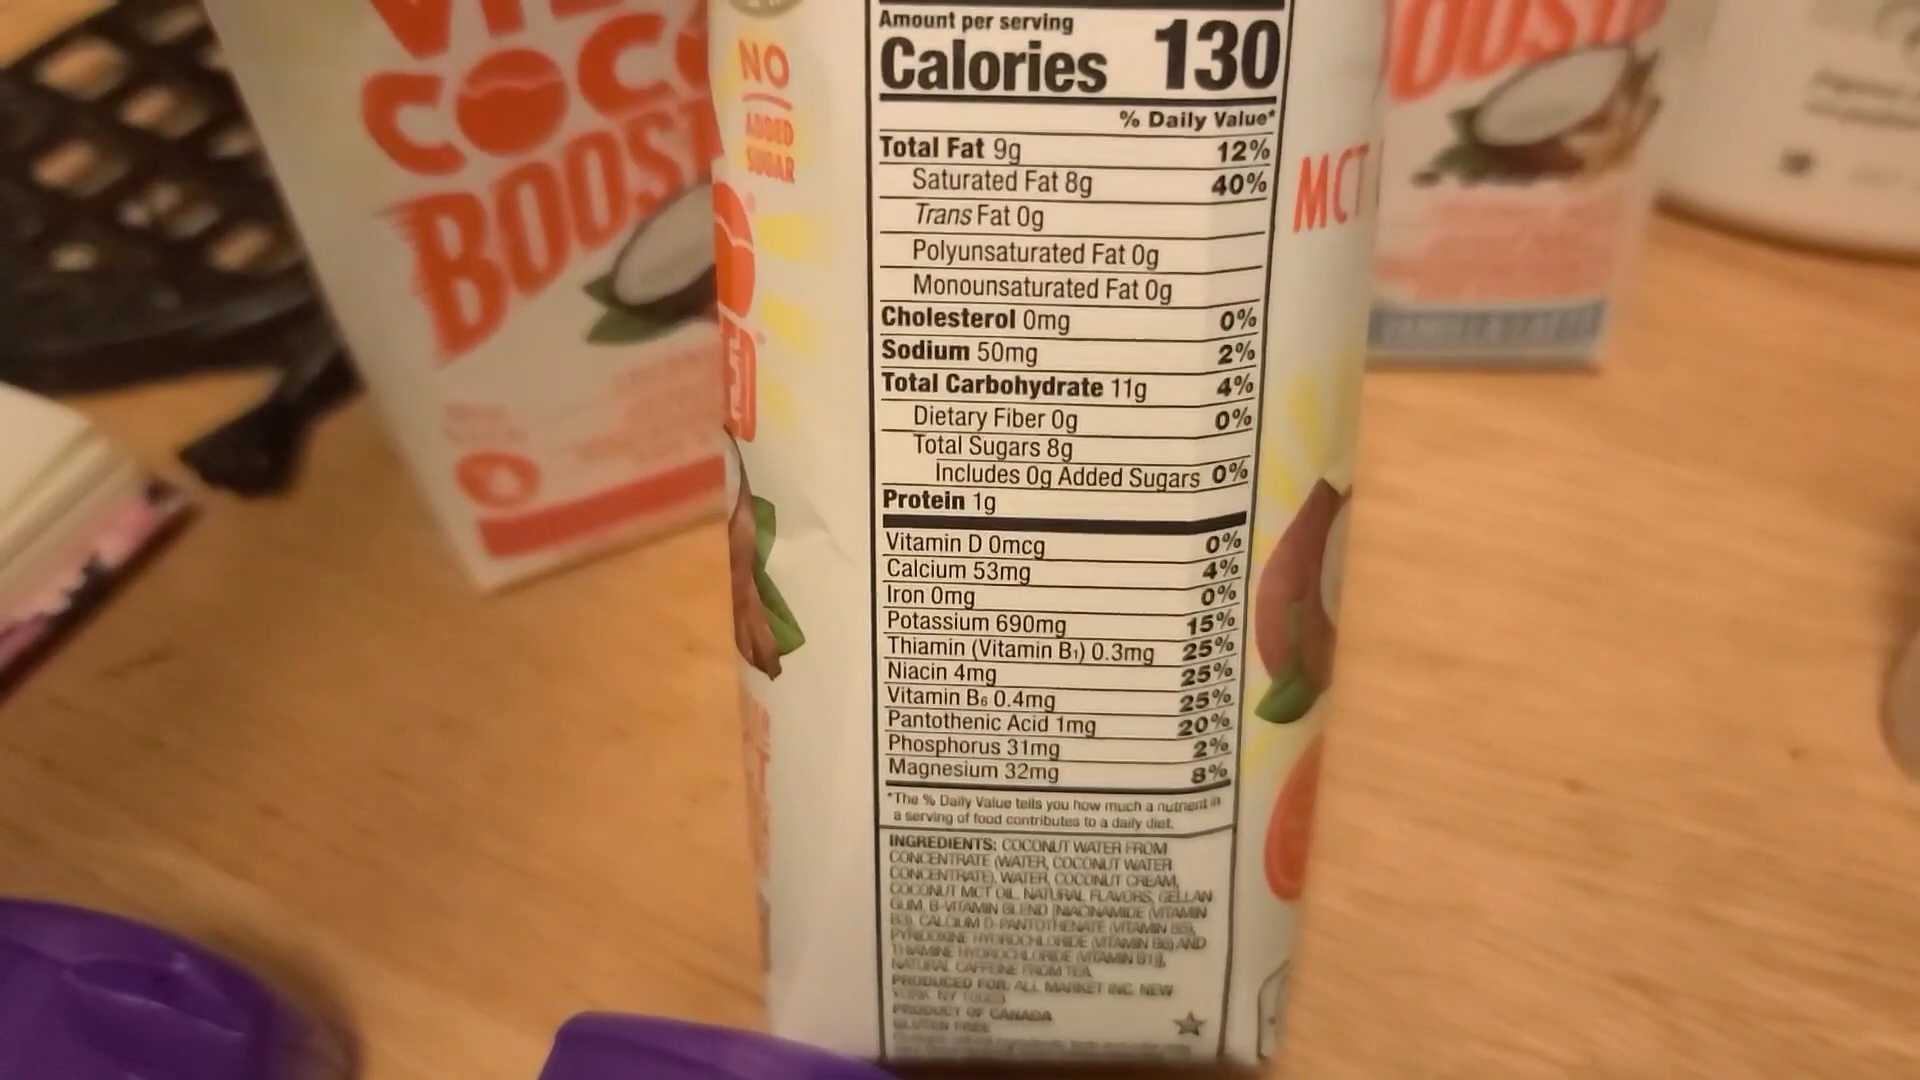 COCO
BOOST
NO
ADDED
SUGAR
Amount per serving
Calories 130
% Daily Value*
Total Fat 9g 12%
Saturated Fat 8g 40%
Trans Fat 0g
Polyunsaturated Fat 0g
Monounsaturated Fat 0g
Cholesterol 0mg 0%
Sodium 50mg 2%
Total Carbohydrate 11g 4%
Dietary Fiber 0g 0%
Total Sugars 8g
Includes 0g Added Sugars 0%
Protein 1g
Vitamin D 0mcg 0%
Calcium 53mg 4%
Iron 0mg 0%
Potassium 690mg 15%
Thiamin (Vitamin B₁) 0.3mg 25%
Niacin 4mg 25%
Vitamin B₆ 0.4mg 25%
Pantothenic Acid 1mg 20%
Phosphorus 31mg 2%
Magnesium 32mg 8%
*The % Daily Value tells you how much a nutrient in
a serving of food contributes to a daily diet.
INGREDIENTS: COCONUT WATER FROM
CONCENTRATE (WATER, COCONUT WATER
CONCENTRATE), WATER, COCONUT CREAM,
COCONUT MCT OIL, NATURAL FLAVORS, GELLAN
GUM, B-VITAMIN BLEND [NIACINAMIDE (VITAMIN
B3), CALCIUM D-PANTOTHENATE (VITAMIN B5),
PYRIDOXINE HYDROCHLORIDE (VITAMIN B6) AND
THIAMINE HYDROCHLORIDE (VITAMIN B1)],
NATURAL CAFFEINE FROM TEA.
PRODUCED FOR: ALL MARKET INC. NEW
YORK, NY 10003
PRODUCT OF CANADA
GLUTEN FREE
MCT
OOST
VANILLA LATTE